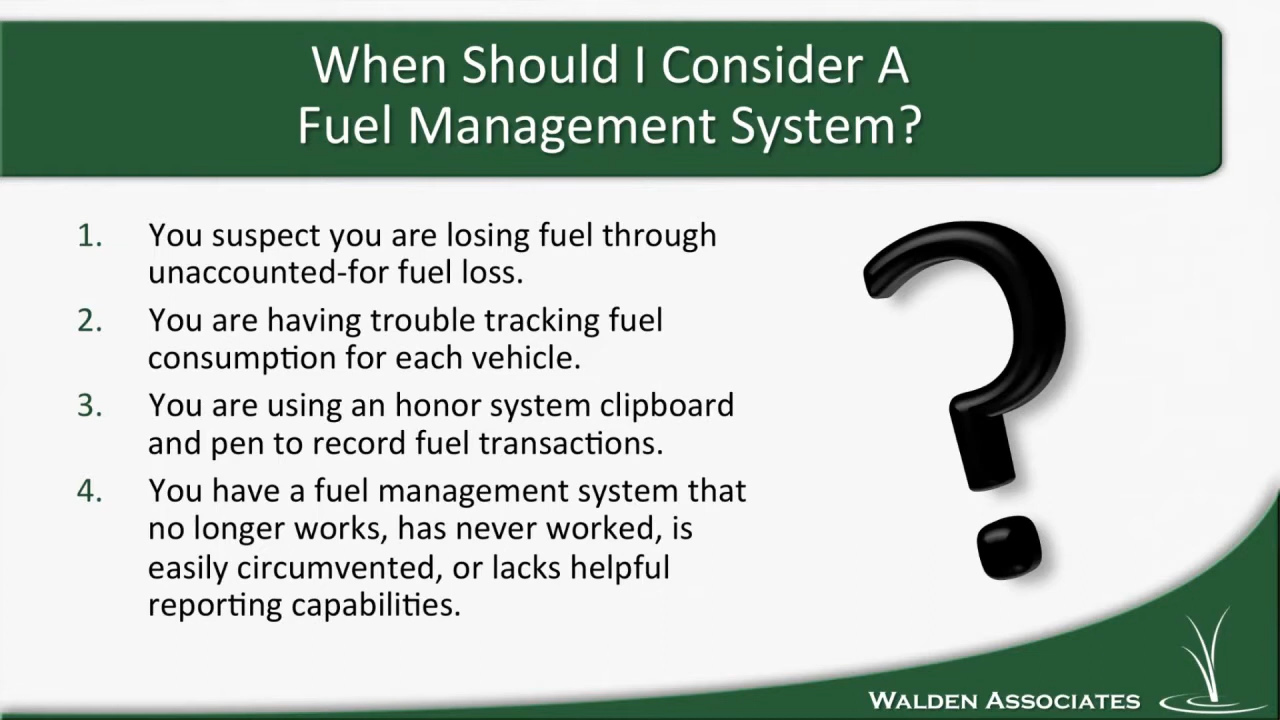 When Should I Consider A
Fuel Management System?
1. You suspect you are losing fuel through
unaccounted-for fuel loss.
2. You are having trouble tracking fuel
consumption for each vehicle.
3. You are using an honor system clipboard
and pen to record fuel transactions.
4. You have a fuel management system that
no longer works, has never worked, is
easily circumvented, or lacks helpful
reporting capabilities.
?
WALDEN ASSOCIATES